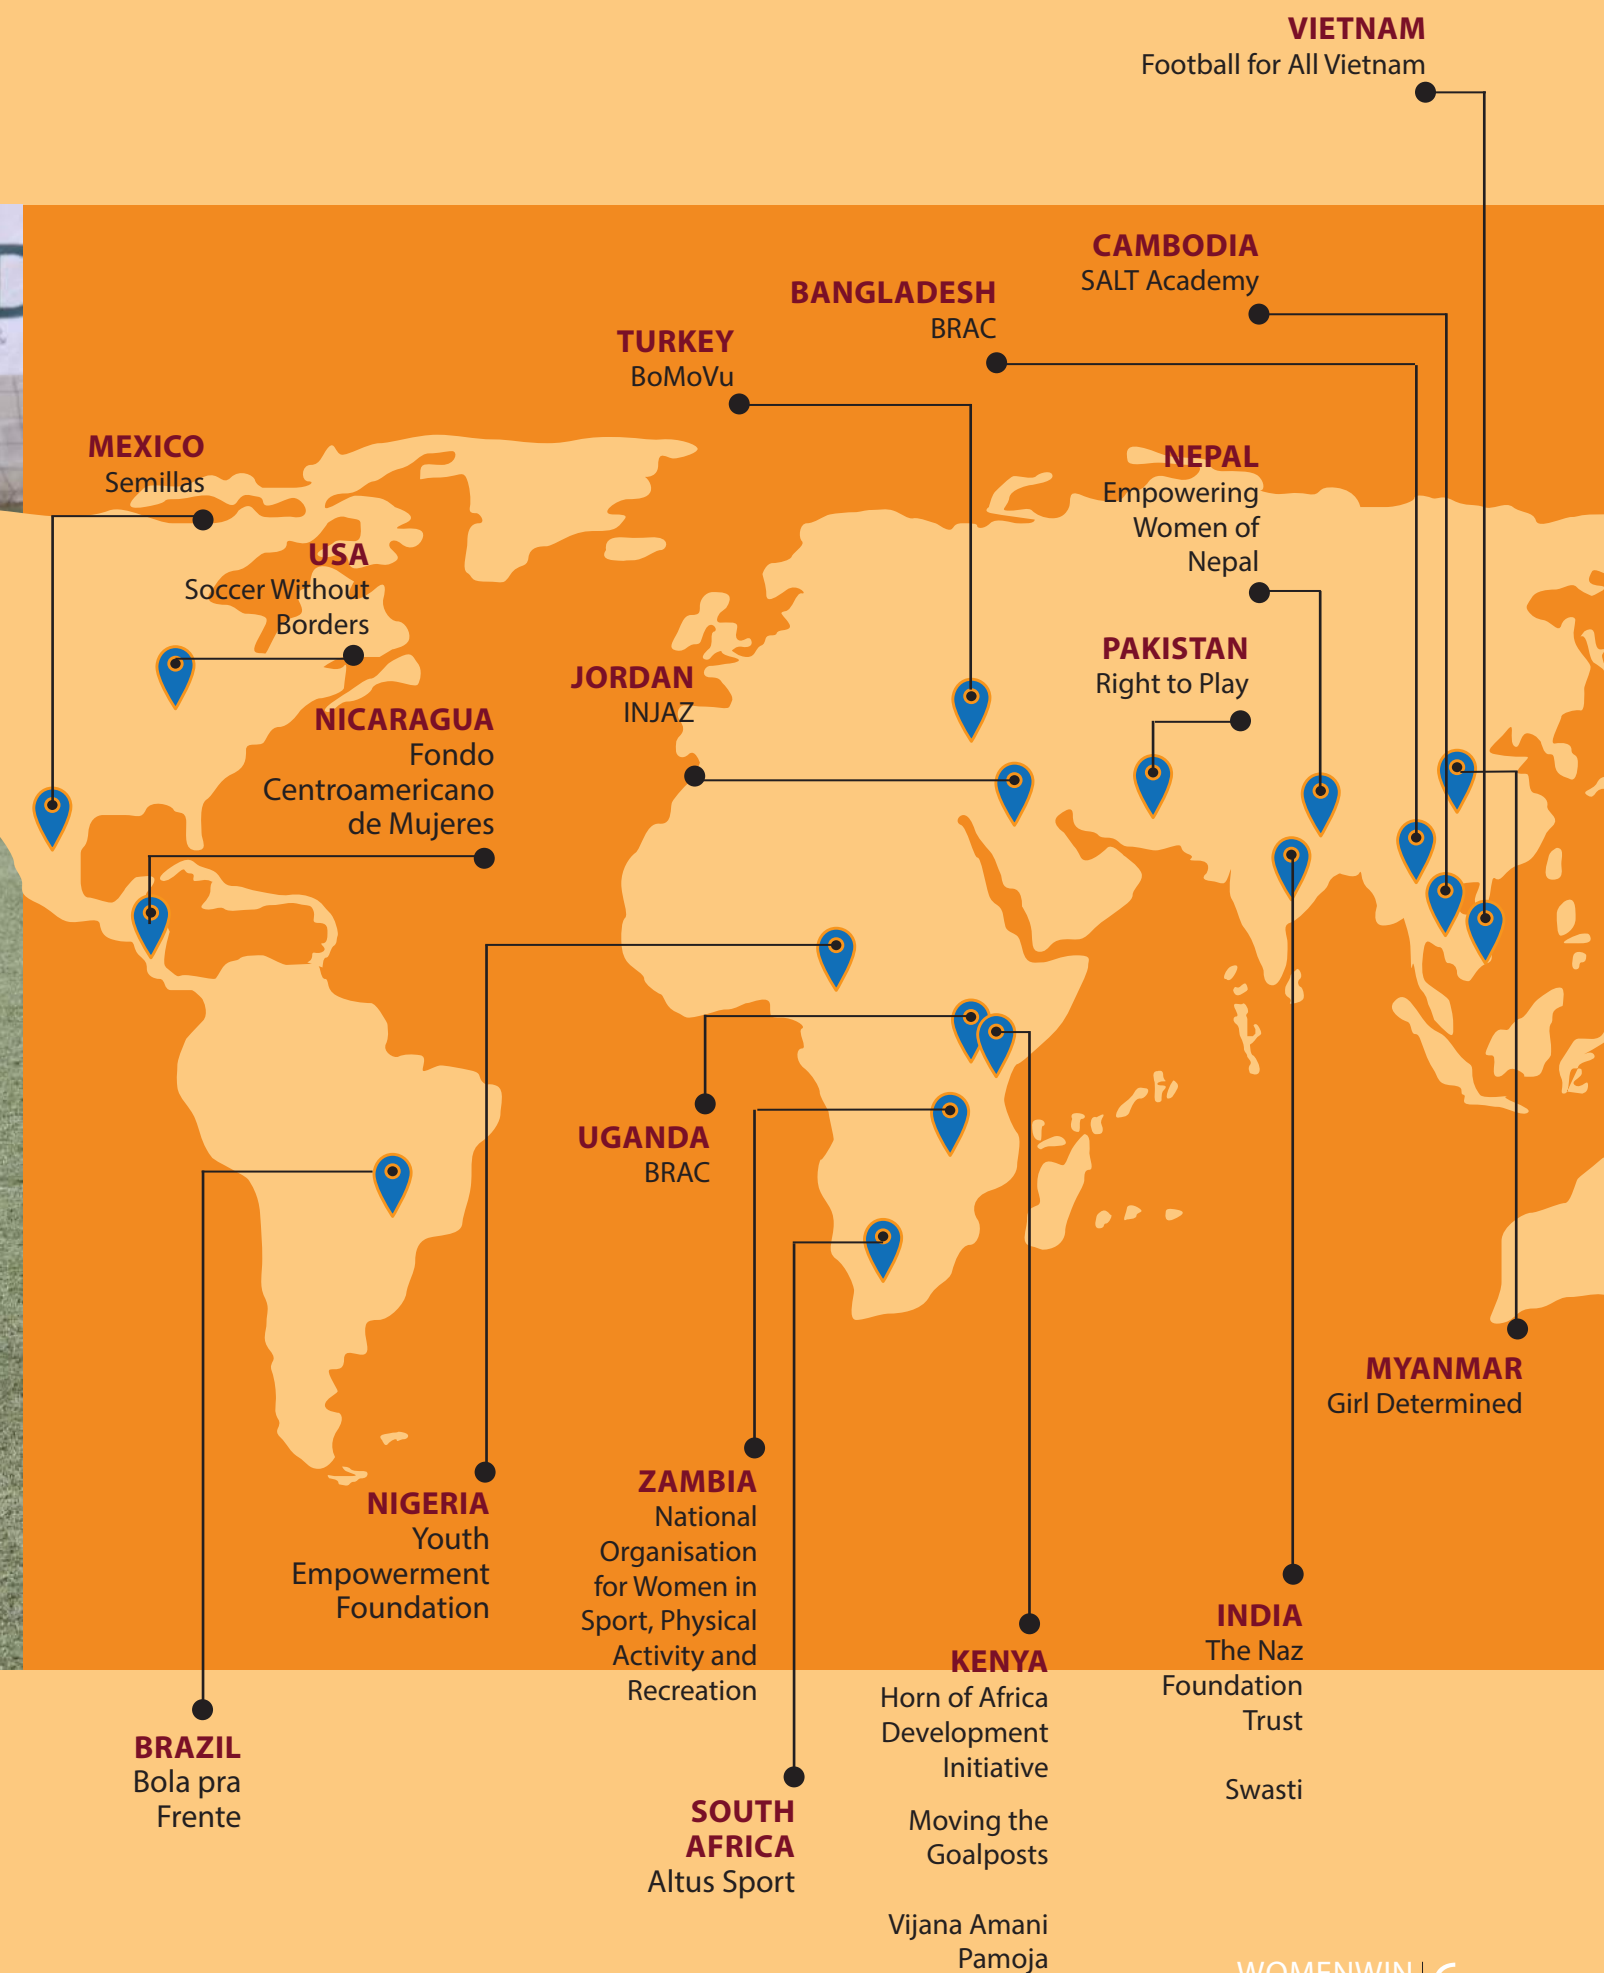 VIETNAM
Football for All Vietnam
CAMBODIA
SALT Academy
BANGLADESH
BRAC
TURKEY
BoMoVu
MEXICO
Semillas
NEPAL
Empowering
Women of
Nepal
USA
Soccer Without
Borders
PAKISTAN
Right to Play
JORDAN
INJAZ
NICARAGUA
Fondo
Centroamericano
de Mujeres
UGANDA
BRAC
MYANMAR
Girl Determined
NIGERIA
Youth
Empowerment
Foundation
ZAMBIA
National
Organisation
for Women in
Sport, Physical
Activity and
Recreation
KENYA
Horn of Africa
Development
Initiative
Moving the
Goalposts
Vijana Amani
Pamoja
INDIA
The Naz
Foundation
Trust
Swasti
BRAZIL
Bola pra
Frente
SOUTH
AFRICA
Altus Sport
WOMENWIN